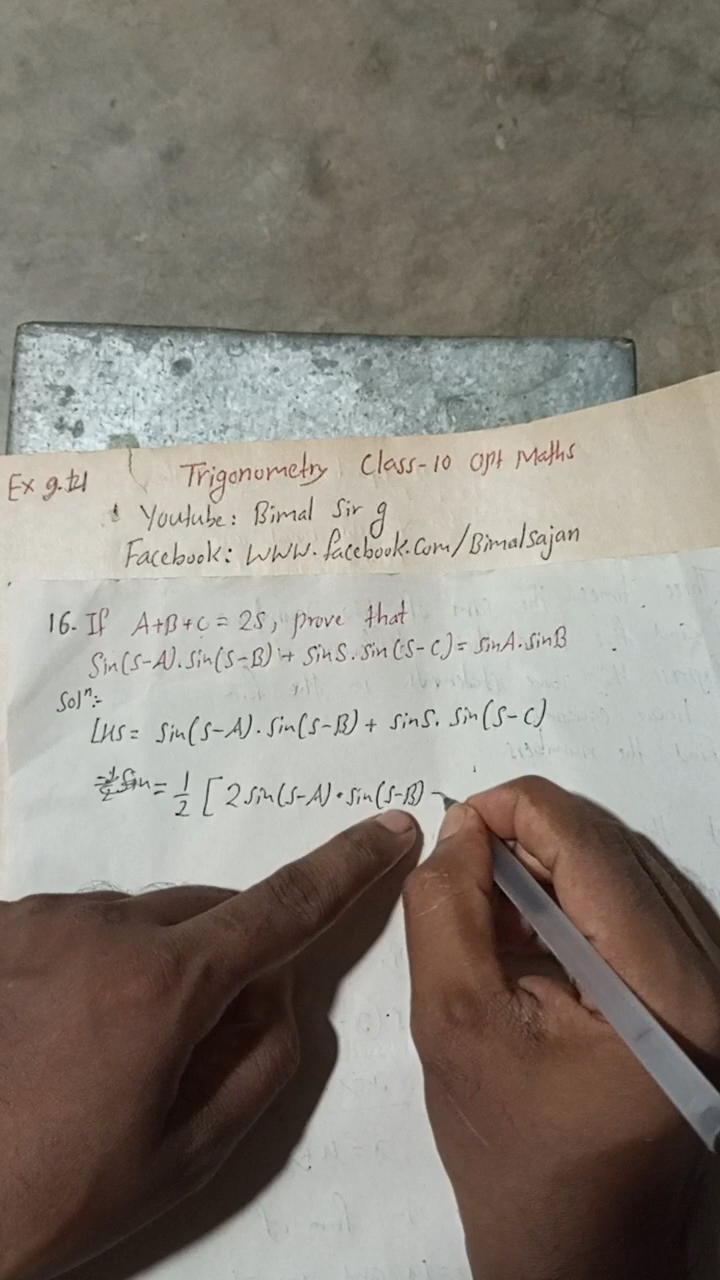 Ex 9.
Trigonometry Class-10 Opt Maths
Youtube: Bimal Sir g
Facebook: www.facebook.com/Bimalsajan
16. If A+B+C = 2S, prove that
Sin(S-A).Sin(S-B) + SinS.Sin(S-C) = SinA.SinB
Solⁿ:-
LHS = Sin(S-A).Sin(S-B) + SinS. Sin(S-C)
= 1/2 [ 2 Sin(S-A).Sin(S-B) -